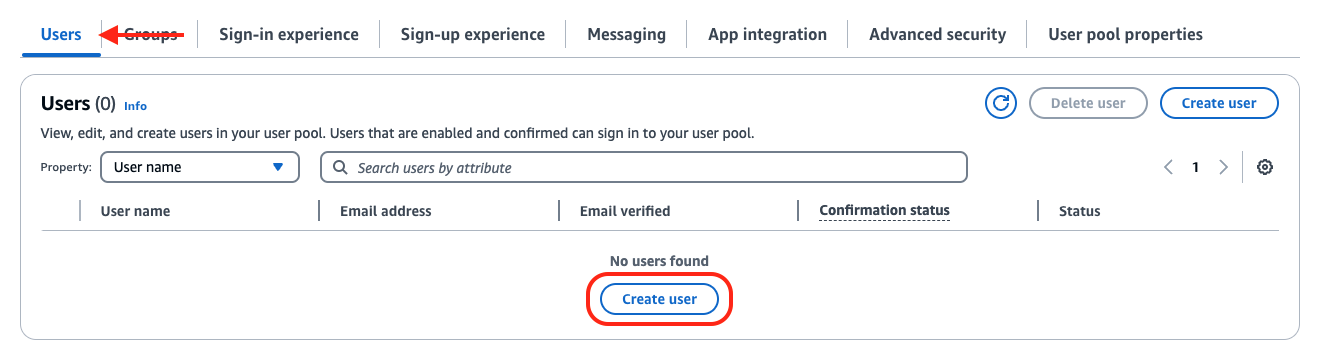 Users Groups Sign-in experience Sign-up experience Messaging App integration Advanced security User pool properties
Users (0) Info Delete user Create user
View, edit, and create users in your user pool. Users that are enabled and confirmed can sign in to your user pool.
Property: User name Search users by attribute 1
User name Email address Email verified Confirmation status Status
No users found
Create user